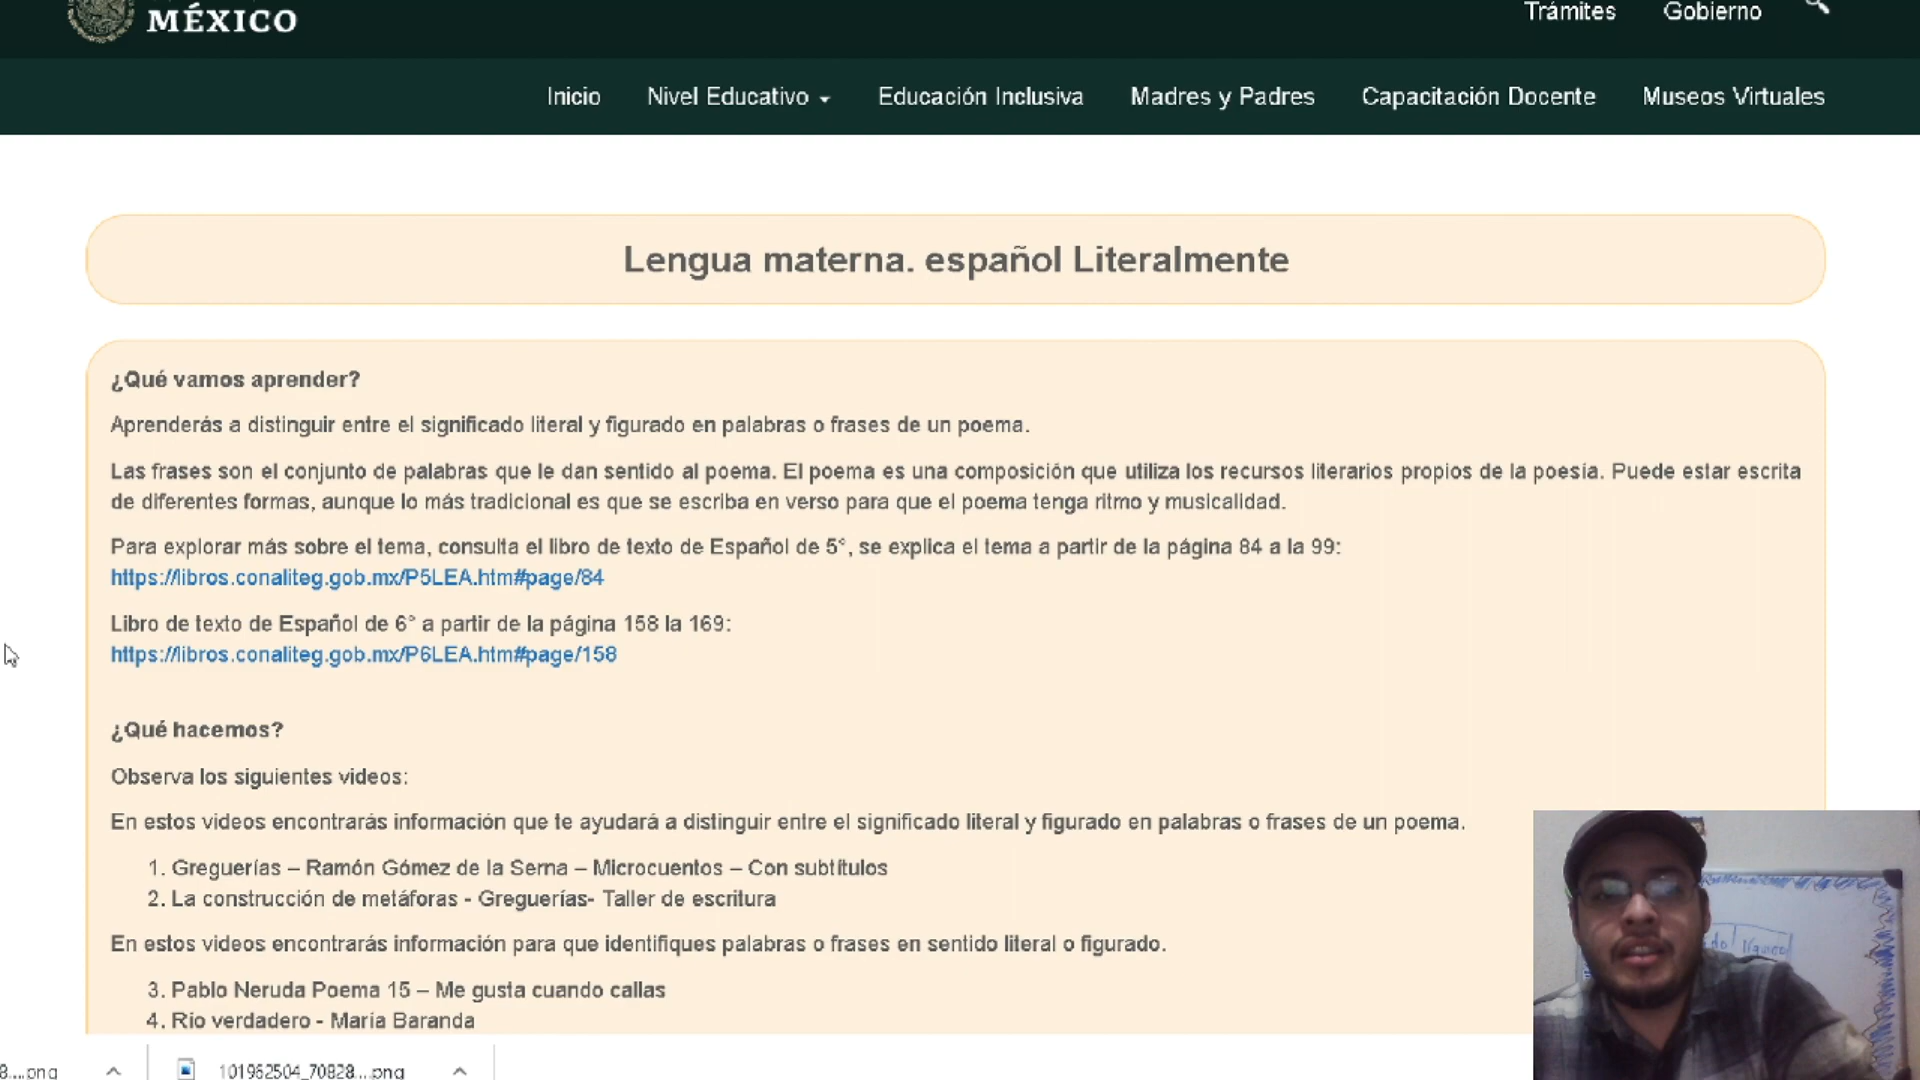 MÉXICO
Trámites Gobierno
Inicio Nivel Educativo Educación Inclusiva Madres y Padres Capacitación Docente Museos Virtuales
Lengua materna. español Literalmente
¿Qué vamos aprender?
Aprenderás a distinguir entre el significado literal y figurado en palabras o frases de un poema.
Las frases son el conjunto de palabras que le dan sentido al poema. El poema es una composición que utiliza los recursos literarios propios de la poesía. Puede estar escrita
de diferentes formas, aunque lo más tradicional es que se escriba en verso para que el poema tenga ritmo y musicalidad.
Para explorar más sobre el tema, consulta el libro de texto de Español de 5°, se explica el tema a partir de la página 84 a la 99:
https://libros.conaliteg.gob.mx/P5LEA.htm#page/84
Libro de texto de Español de 6° a partir de la página 158 la 169:
https://libros.conaliteg.gob.mx/P6LEA.htm#page/158
¿Qué hacemos?
Observa los siguientes videos:
En estos videos encontrarás información que te ayudará a distinguir entre el significado literal y figurado en palabras o frases de un poema.
1. Greguerías – Ramón Gómez de la Serna – Microcuentos – Con subtítulos
2. La construcción de metáforas - Greguerías- Taller de escritura
En estos videos encontrarás información para que identifiques palabras o frases en sentido literal o figurado.
3. Pablo Neruda Poema 15 – Me gusta cuando callas
4. Rio verdadero - María Baranda
8....png 101962504_70828....png